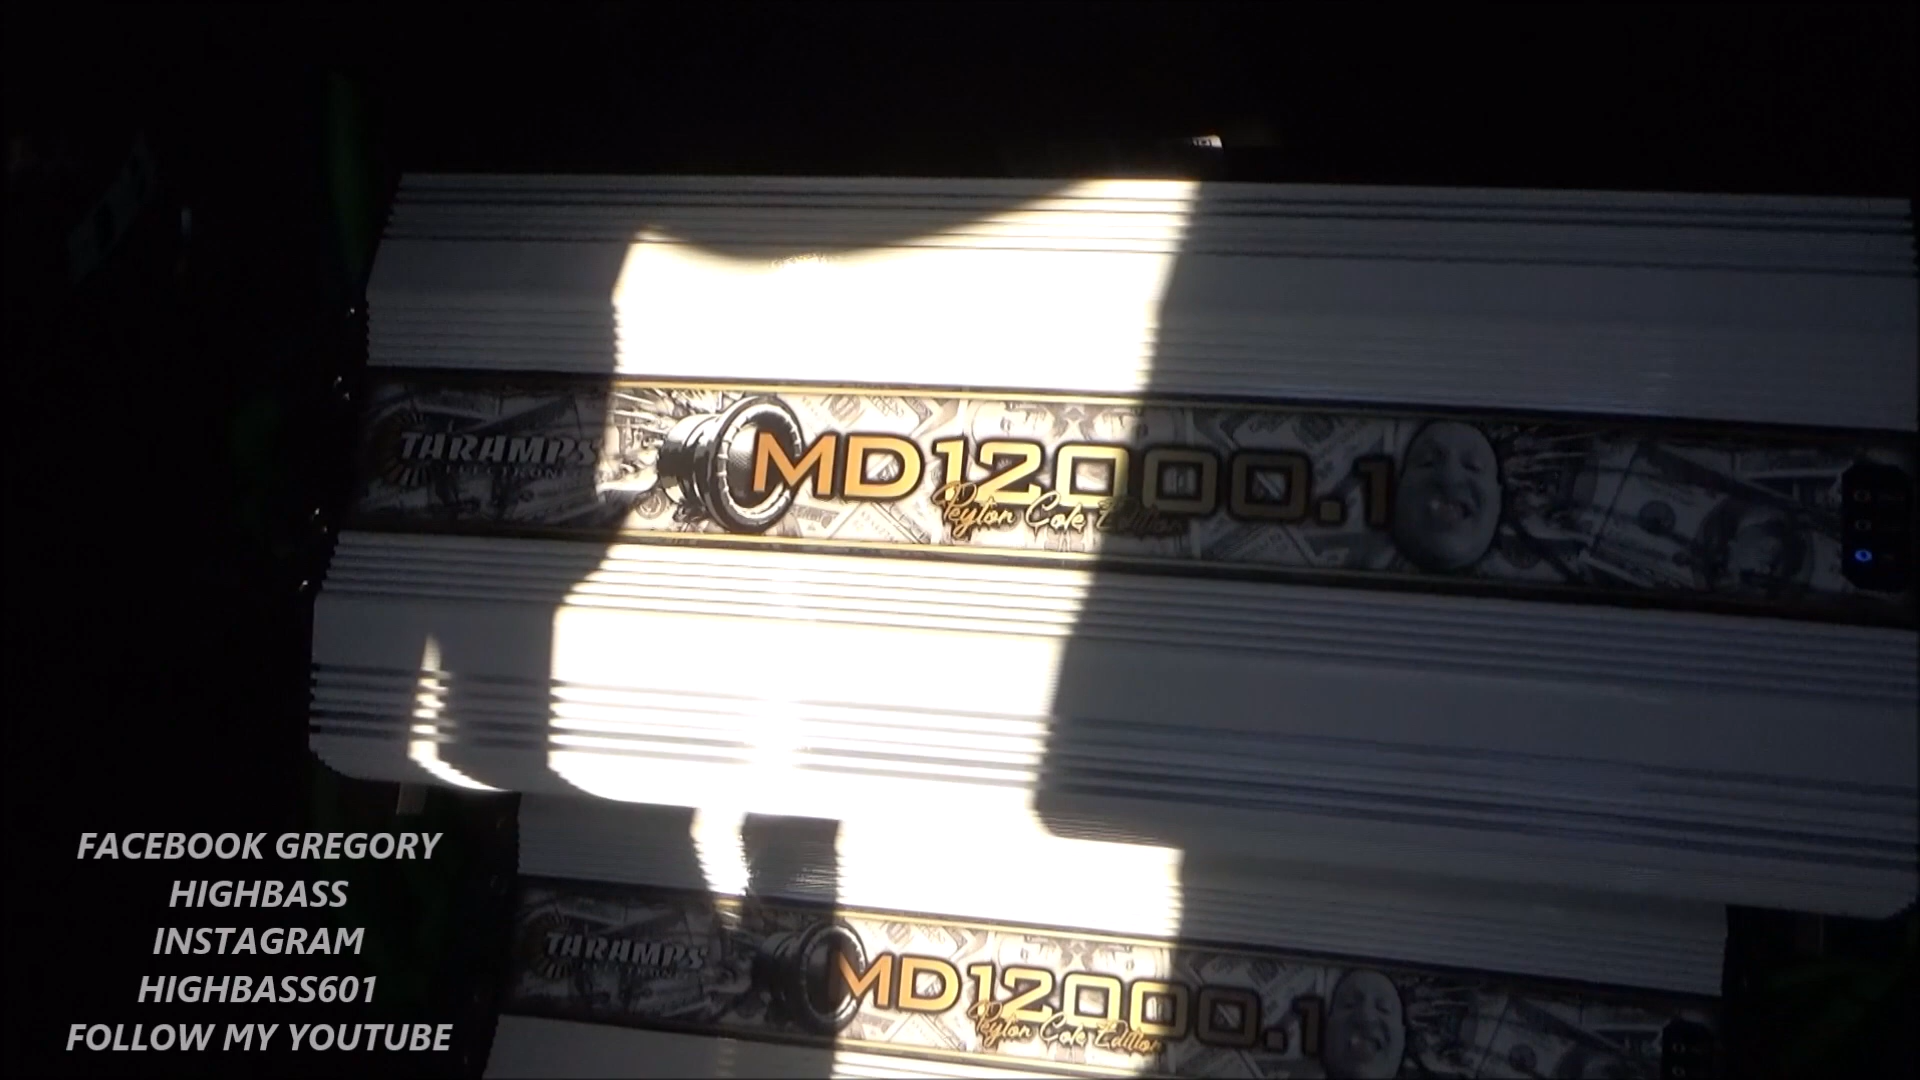 TARAMPS
ELECTRONICS
MD12000.1
Peyton Cole Edition
TARAMPS
MD12000.1
Peyton Cole Edition
FACEBOOK GREGORY
HIGHBASS
INSTAGRAM
HIGHBASS601
FOLLOW MY YOUTUBE